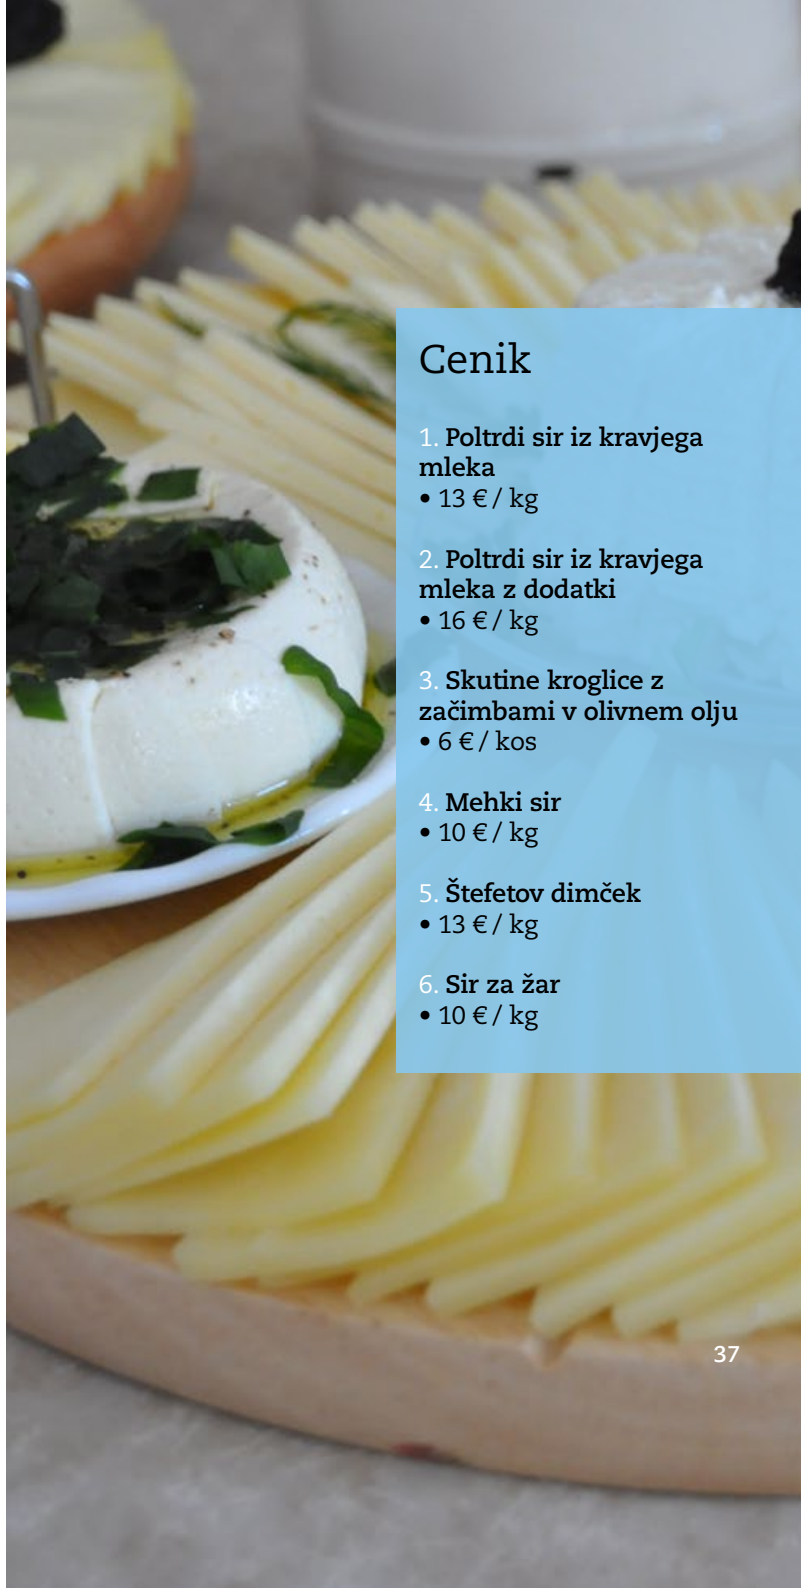 Cenik
1. Poltrdi sir iz kravjega
mleka
• 13 € / kg
2. Poltrdi sir iz kravjega
mleka z dodatki
• 16 € / kg
3. Skutine kroglice z
začimbami v olivnem olju
• 6 € / kos
4. Mehki sir
• 10 € / kg
5. Štefetov dimček
• 13 € / kg
6. Sir za žar
• 10 € / kg
37